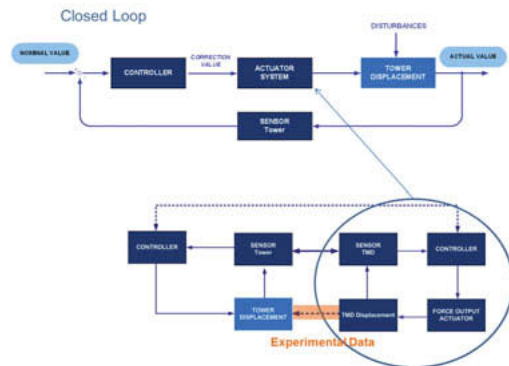 Closed Loop
DISTURBANCES
NOMINAL VALUE
CORRECTION
VALUE
ACTUAL VALUE
CONTROLLER
ACTUATOR
SYSTEM
TOWER
DISPLACEMENT
SENSOR
Tower
CONTROLLER
SENSOR
Tower
SENSOR
TMD
CONTROLLER
TOWER
DISPLACEMENT
TMD Displacement
FORCE OUTPUT
ACTUATOR
Experimental Data